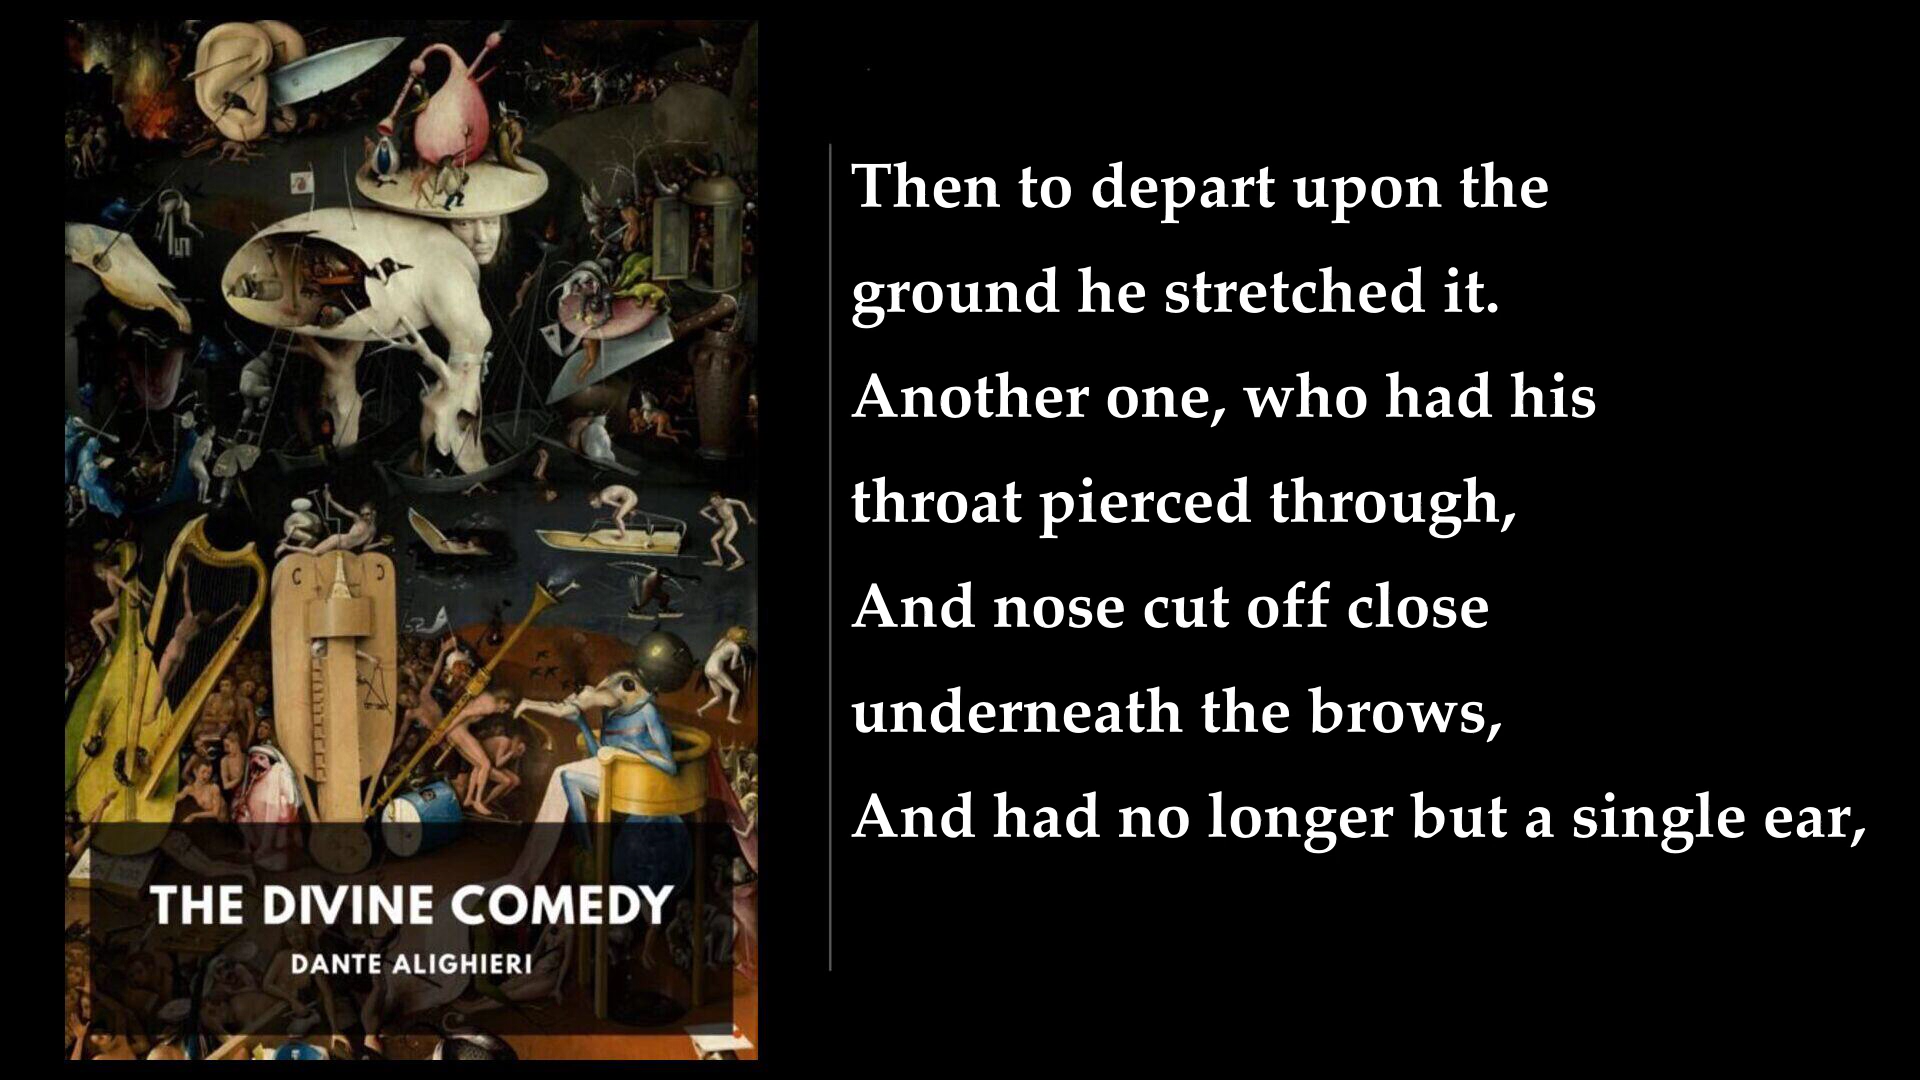 THE DIVINE COMEDY
DANTE ALIGHIERI
Then to depart upon the
ground he stretched it.
Another one, who had his
throat pierced through,
And nose cut off close
underneath the brows,
And had no longer but a single ear,